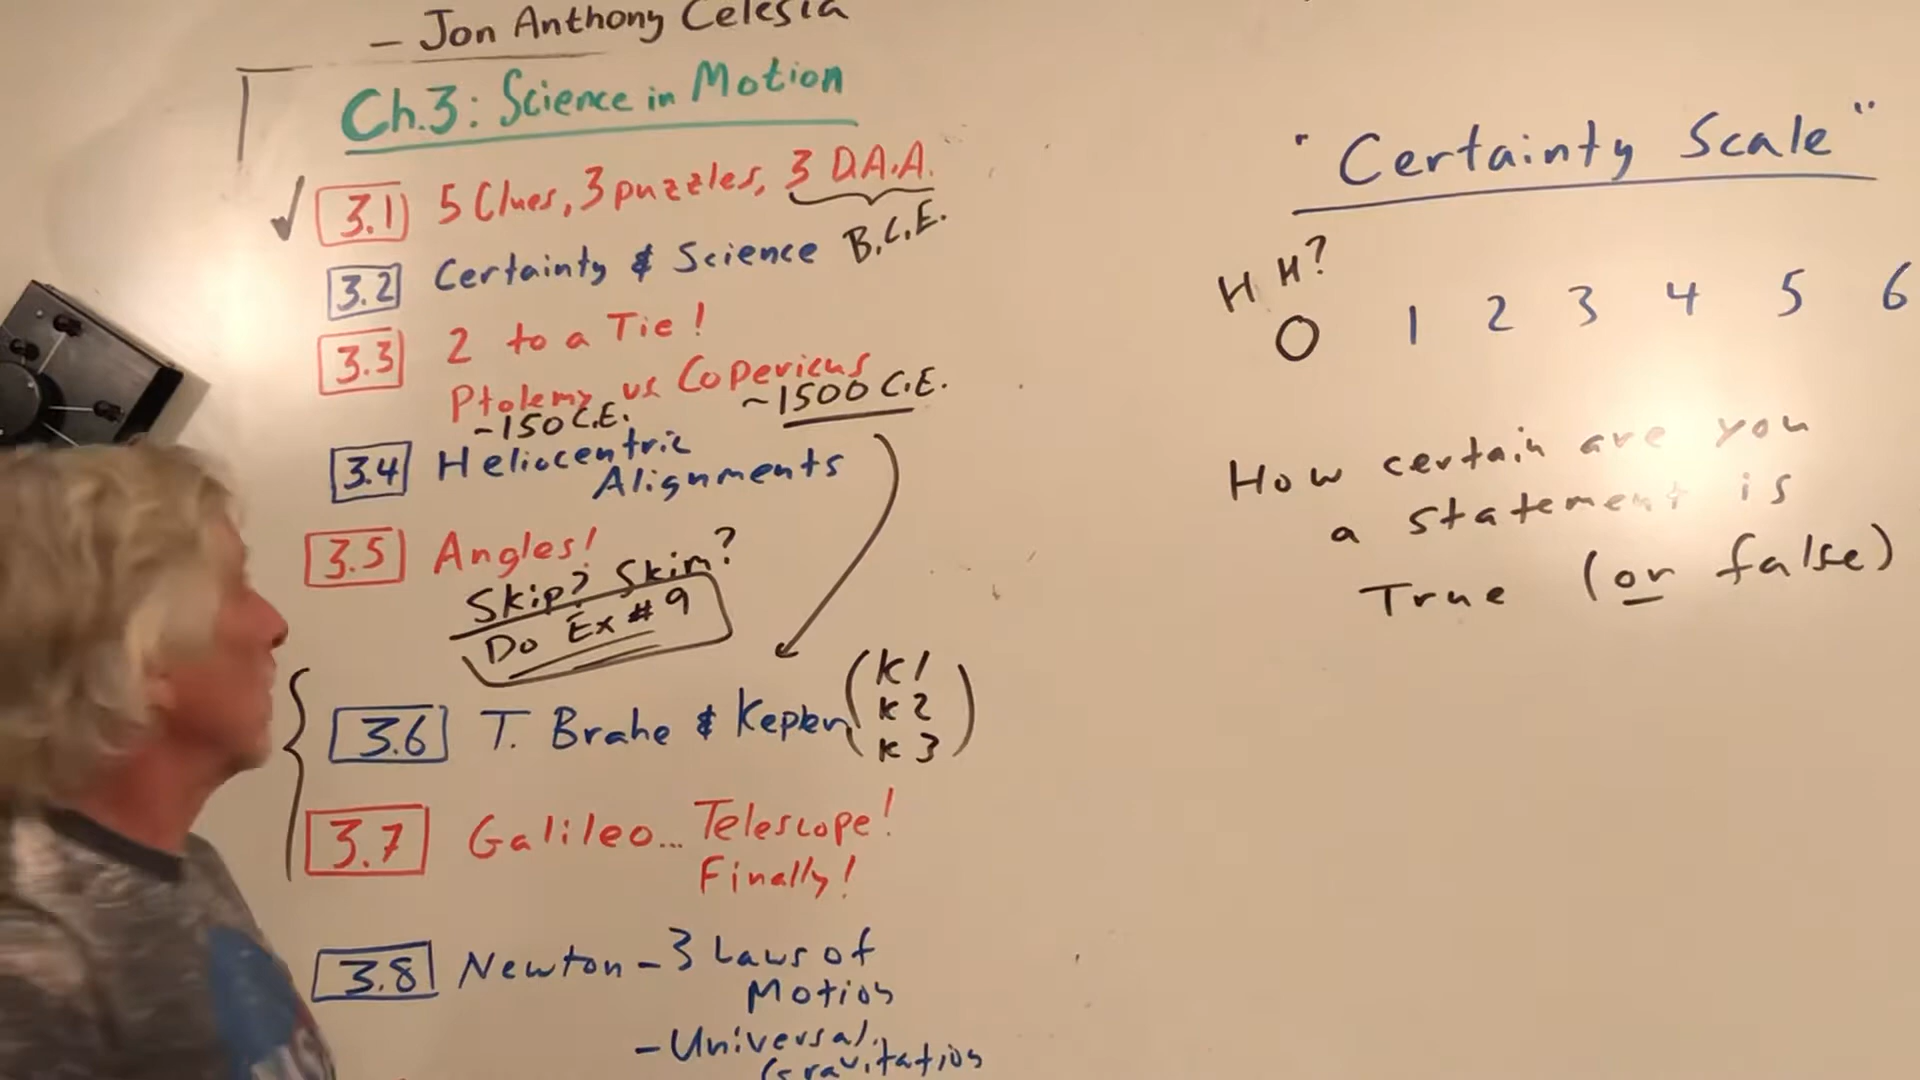 — Jon Anthony Celesia
Ch.3: Science in Motion
✓ 3.1 5 Clues, 3 puzzles, 3 D.A.A.
B.C.E.
3.2 Certainty & Science
3.3 2 to a Tie!
Ptolemy vs Copericus
~150 C.E. ~1500 C.E.
3.4 Heliocentric
Alignments
3.5 Angles!
Skip? Skim?
Do Ex # 9
3.6 T. Brahe & Kepler (K1
K2
K3)
3.7 Galileo... Telescope!
Finally!
3.8 Newton - 3 Laws of
Motion
- Universal
Gravitation
"Certainty Scale"
H H?
0 1 2 3 4 5 6
How certain are you
a statement is
True (or false)